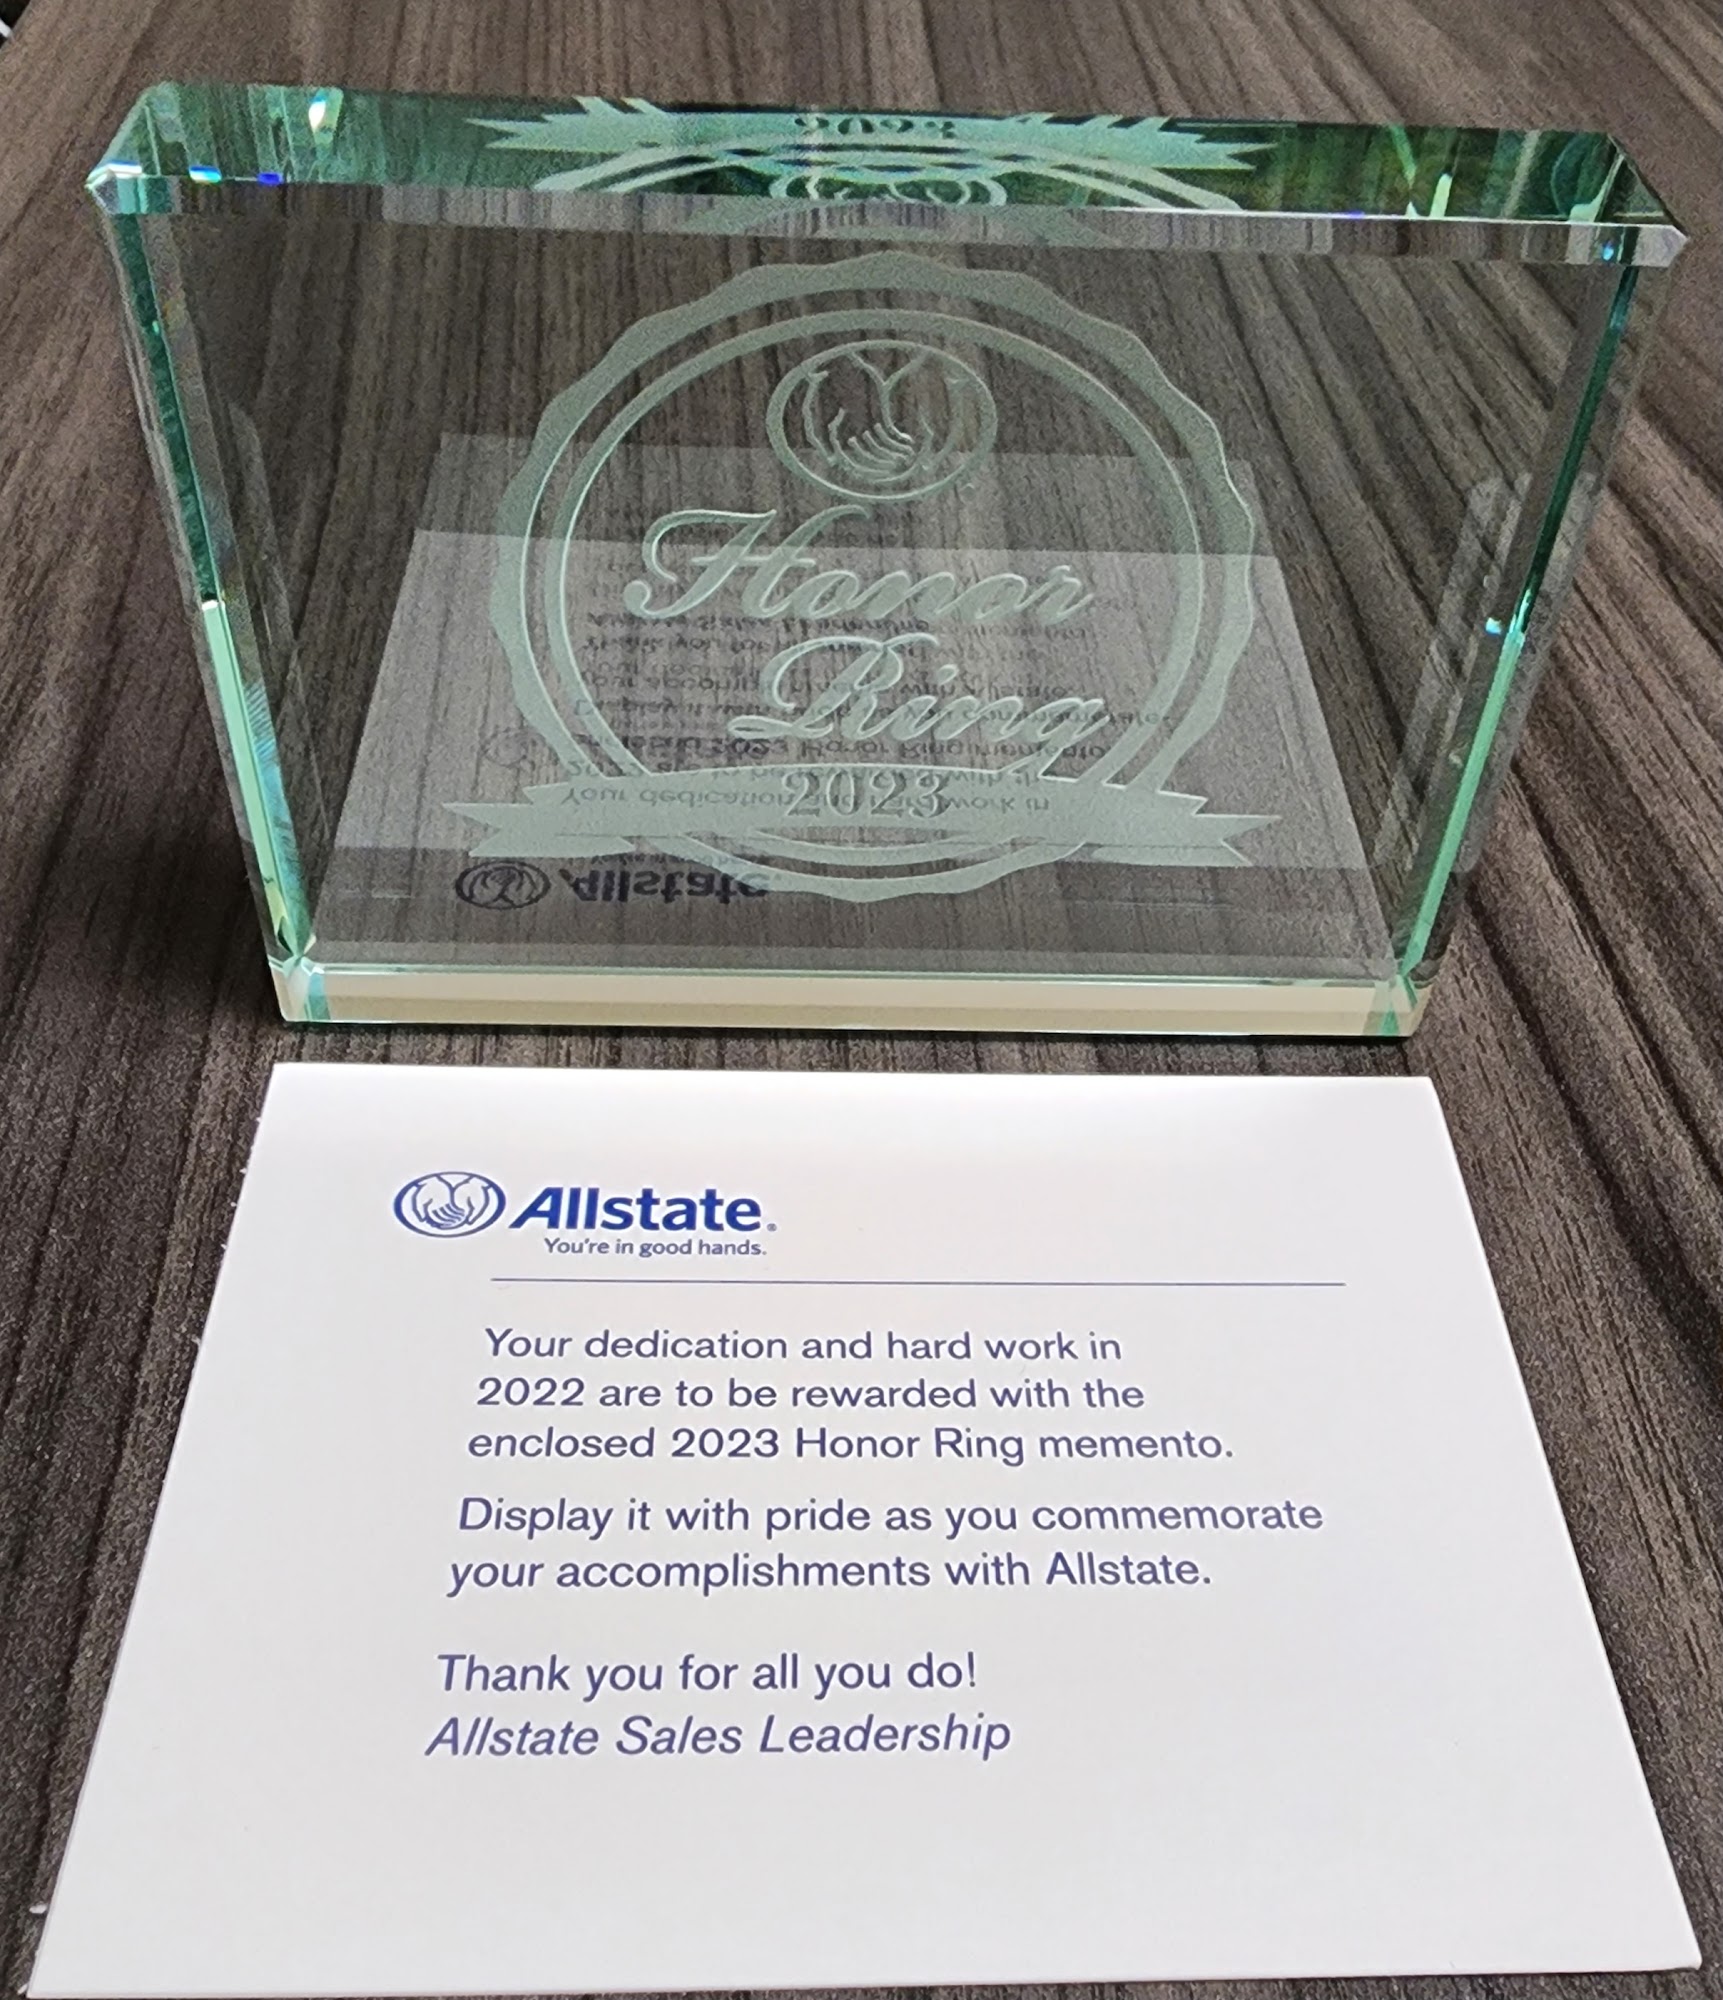 Honor
Ring
2023
Allstate®
You're in good hands.
Your dedication and hard work in
2022 are to be rewarded with the
enclosed 2023 Honor Ring memento.
Display it with pride as you commemorate
your accomplishments with Allstate.
Thank you for all you do!
Allstate Sales Leadership